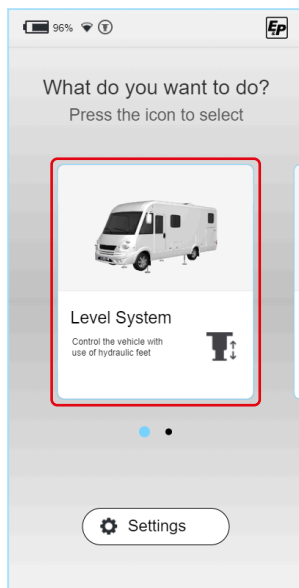 96%
EP
What do you want to do?
Press the icon to select
Level System
Control the vehicle with
use of hydraulic feet
Settings